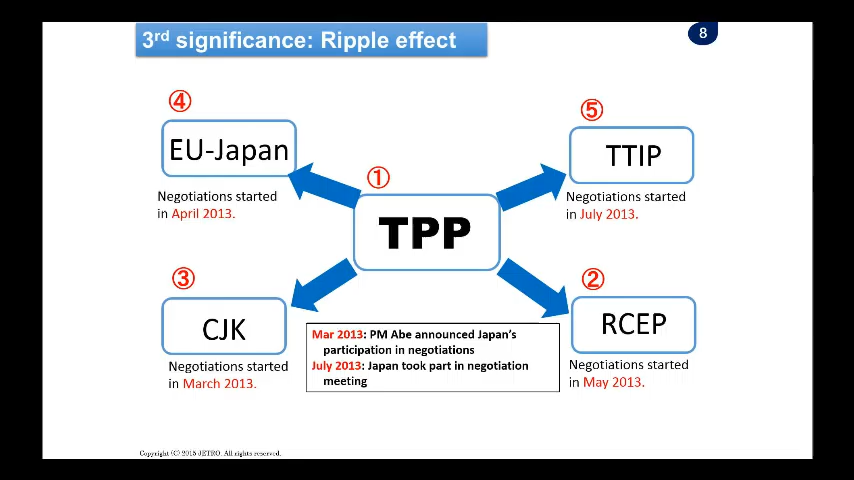 3rd significance: Ripple effect
8
④
EU-Japan
Negotiations started
in April 2013.
⑤
TTIP
Negotiations started
in July 2013.
①
TPP
③
CJK
Negotiations started
in March 2013.
②
RCEP
Negotiations started
in May 2013.
Mar 2013: PM Abe announced Japan's
participation in negotiations
July 2013: Japan took part in negotiation
meeting
Copyright (C) 2015 JETRO. All rights reserved.